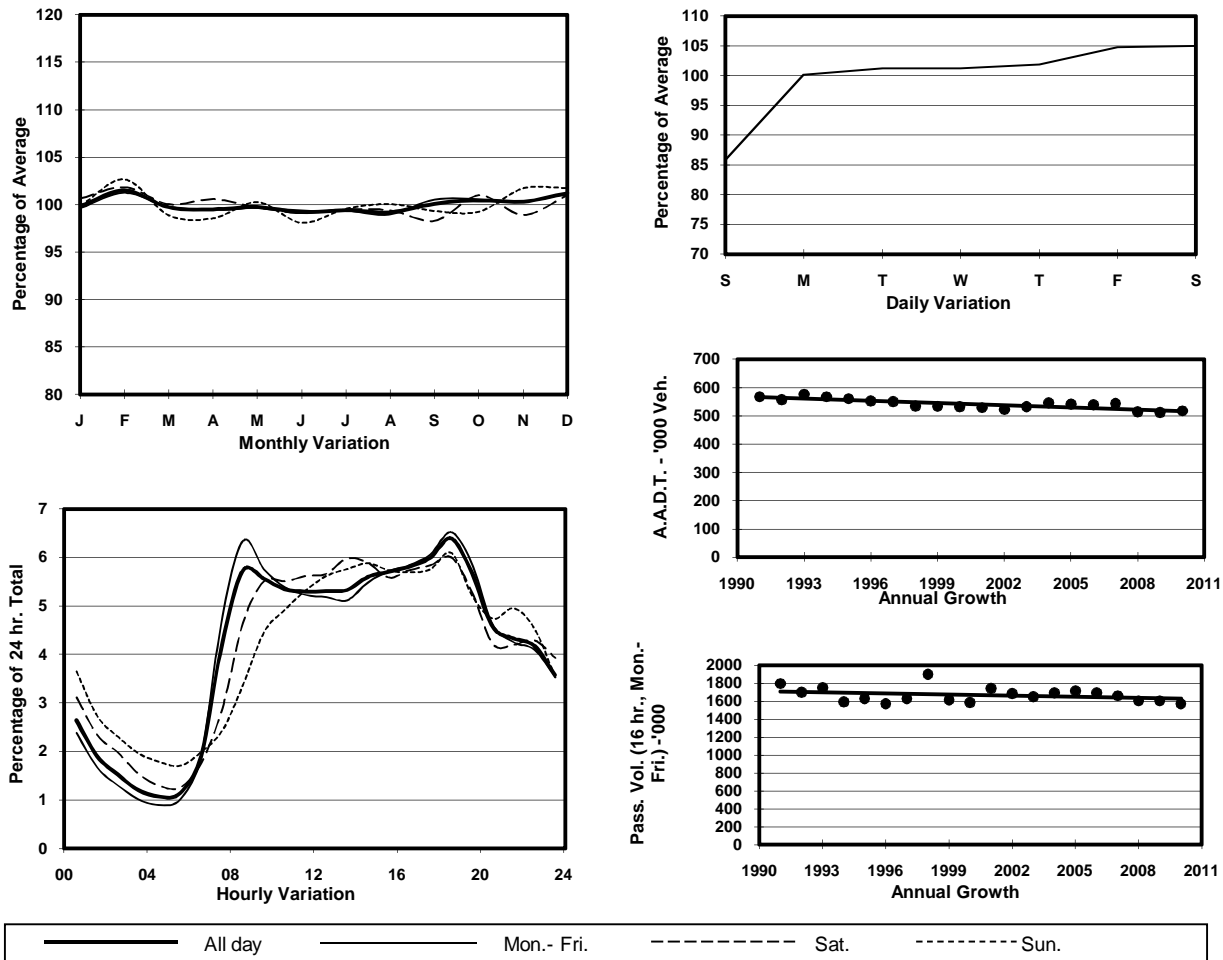 120
115
110
105
100
95
90
85
80
Percentage of Average
J F M A M J J A S O N D
Monthly Variation
110
105
100
95
90
85
80
75
70
Percentage of Average
S M T W T F S
Daily Variation
700
600
500
400
300
200
100
0
A.A.D.T. - '000 Veh.
1990 1993 1996 1999 2002 2005 2008 2011
Annual Growth
7
6
5
4
3
2
1
0
Percentage of 24 hr. Total
00 04 08 12 16 20 24
Hourly Variation
2000
1800
1600
1400
1200
1000
800
600
400
200
0
Pass. Vol. (16 hr., Mon.-
Fri.) -'000
1990 1993 1996 1999 2002 2005 2008 2011
Annual Growth
All day Mon.- Fri. Sat. Sun.